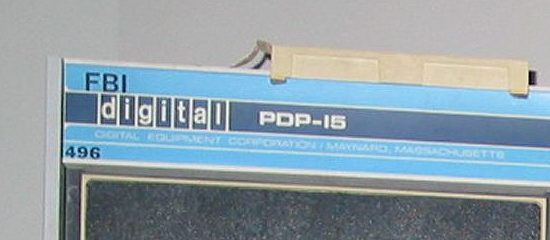 FBI
digital PDP-15
DIGITAL EQUIPMENT CORPORATION / MAYNARD, MASSACHUSETTS
496